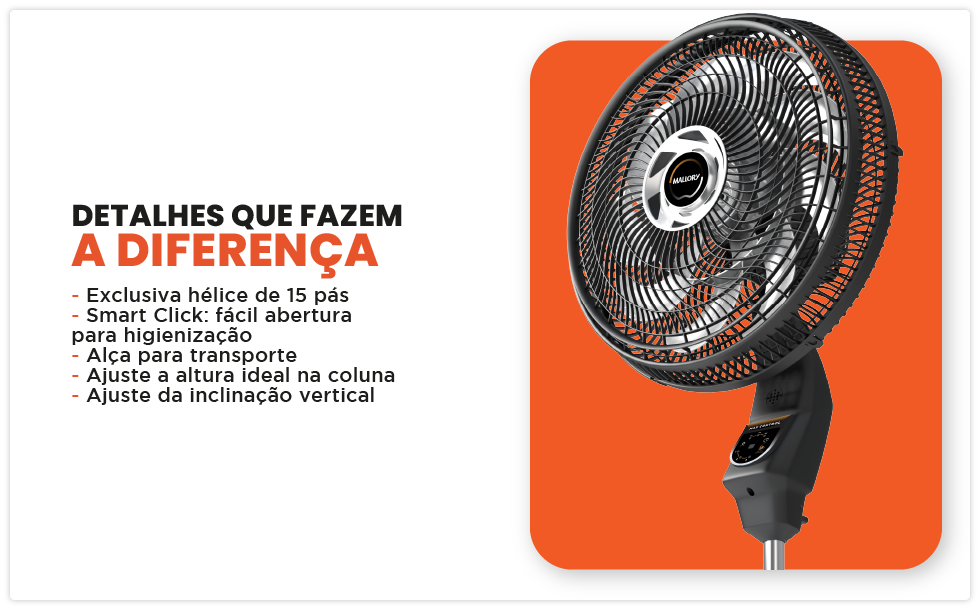 DETALHES QUE FAZEM
A DIFERENÇA
- Exclusiva hélice de 15 pás
- Smart Click: fácil abertura
para higienização
- Alça para transporte
- Ajuste a altura ideal na coluna
- Ajuste da inclinação vertical
MALLORY